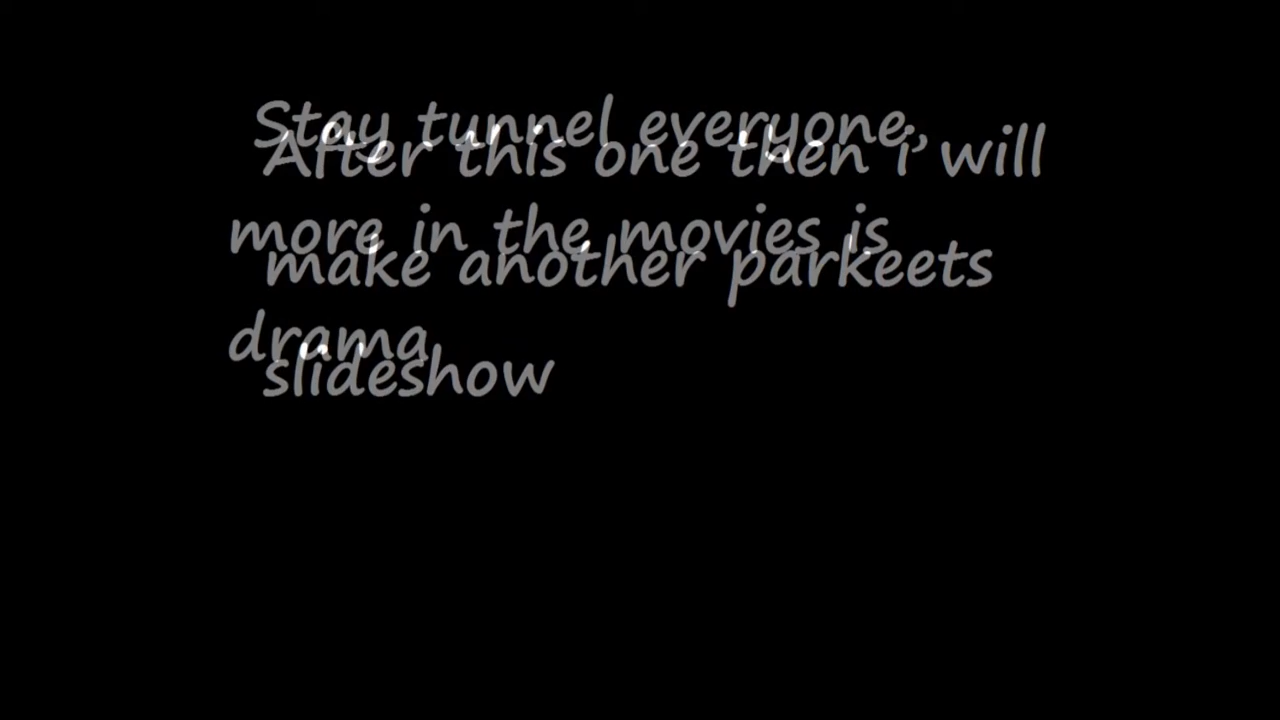 Stay tunnel everyone,
After this one then i will
more in the movies is
make another parkeets
drama
slideshow